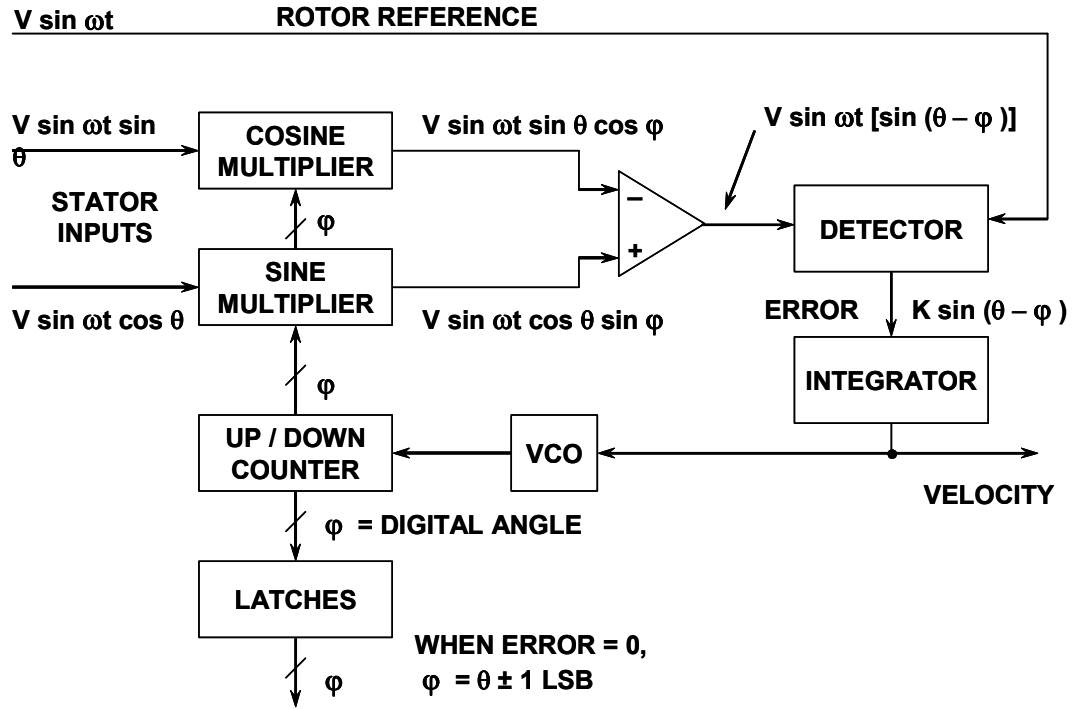 V sin ωt
ROTOR REFERENCE
V sin ωt sin
θ
COSINE
MULTIPLIER
V sin ωt sin θ cos φ
V sin ωt [sin (θ – φ )]
STATOR
INPUTS
φ
–
+
DETECTOR
SINE
MULTIPLIER
V sin ωt cos θ
V sin ωt cos θ sin φ
ERROR
K sin (θ – φ )
INTEGRATOR
φ
UP / DOWN
COUNTER
VCO
VELOCITY
φ = DIGITAL ANGLE
LATCHES
WHEN ERROR = 0,
φ = θ ± 1 LSB
φ